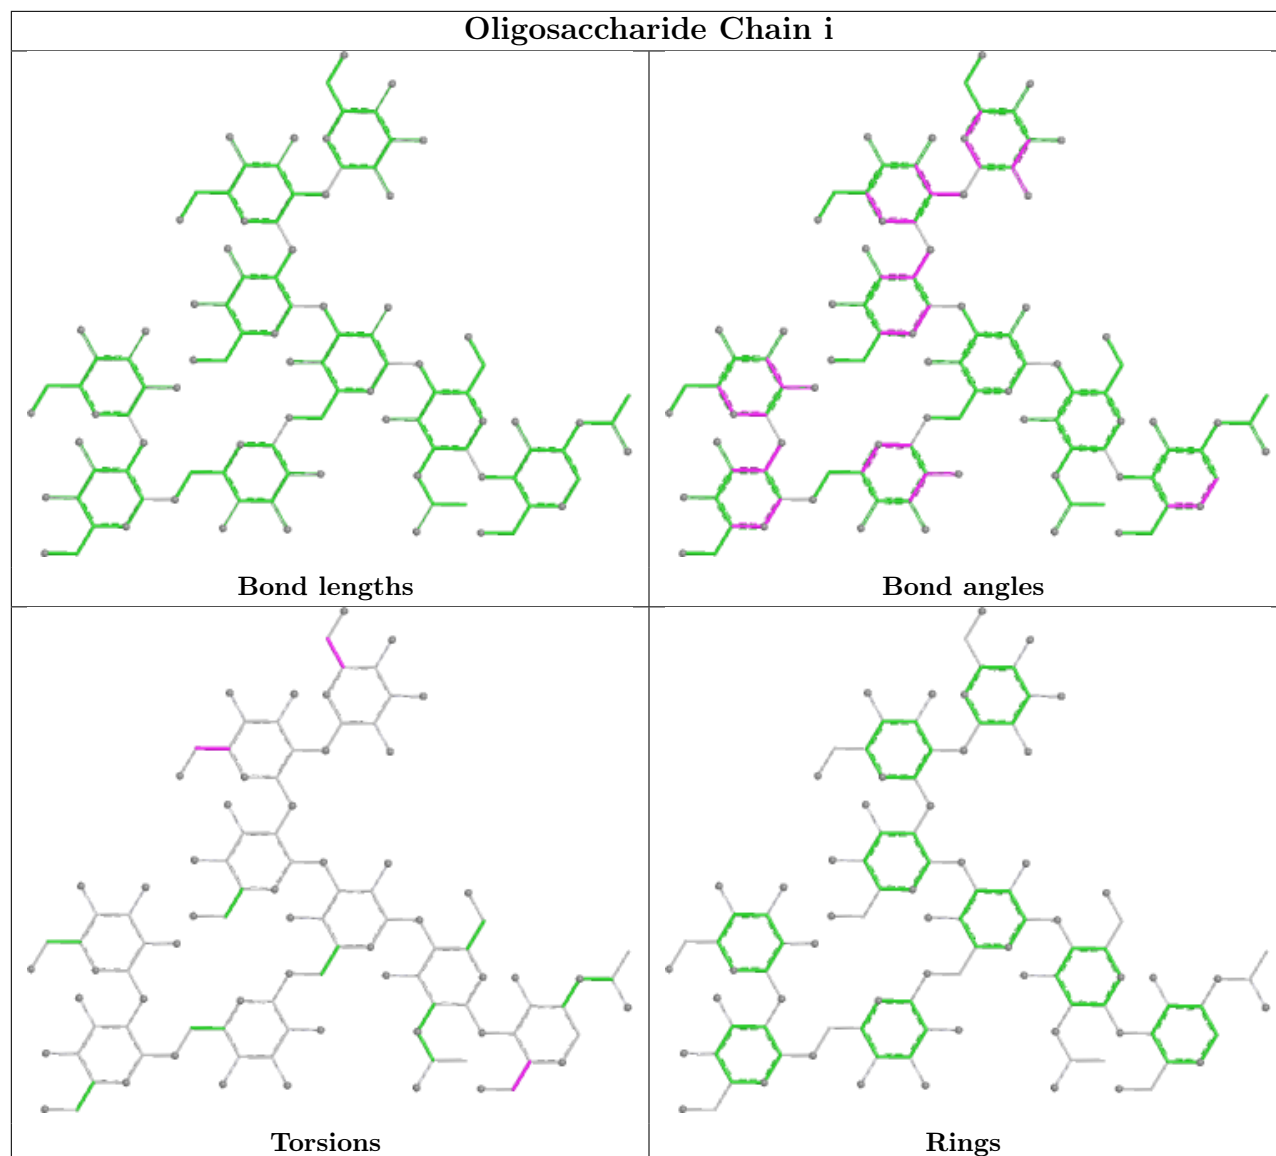 Oligosaccharide Chain i
Bond lengths
Bond angles
Torsions
Rings